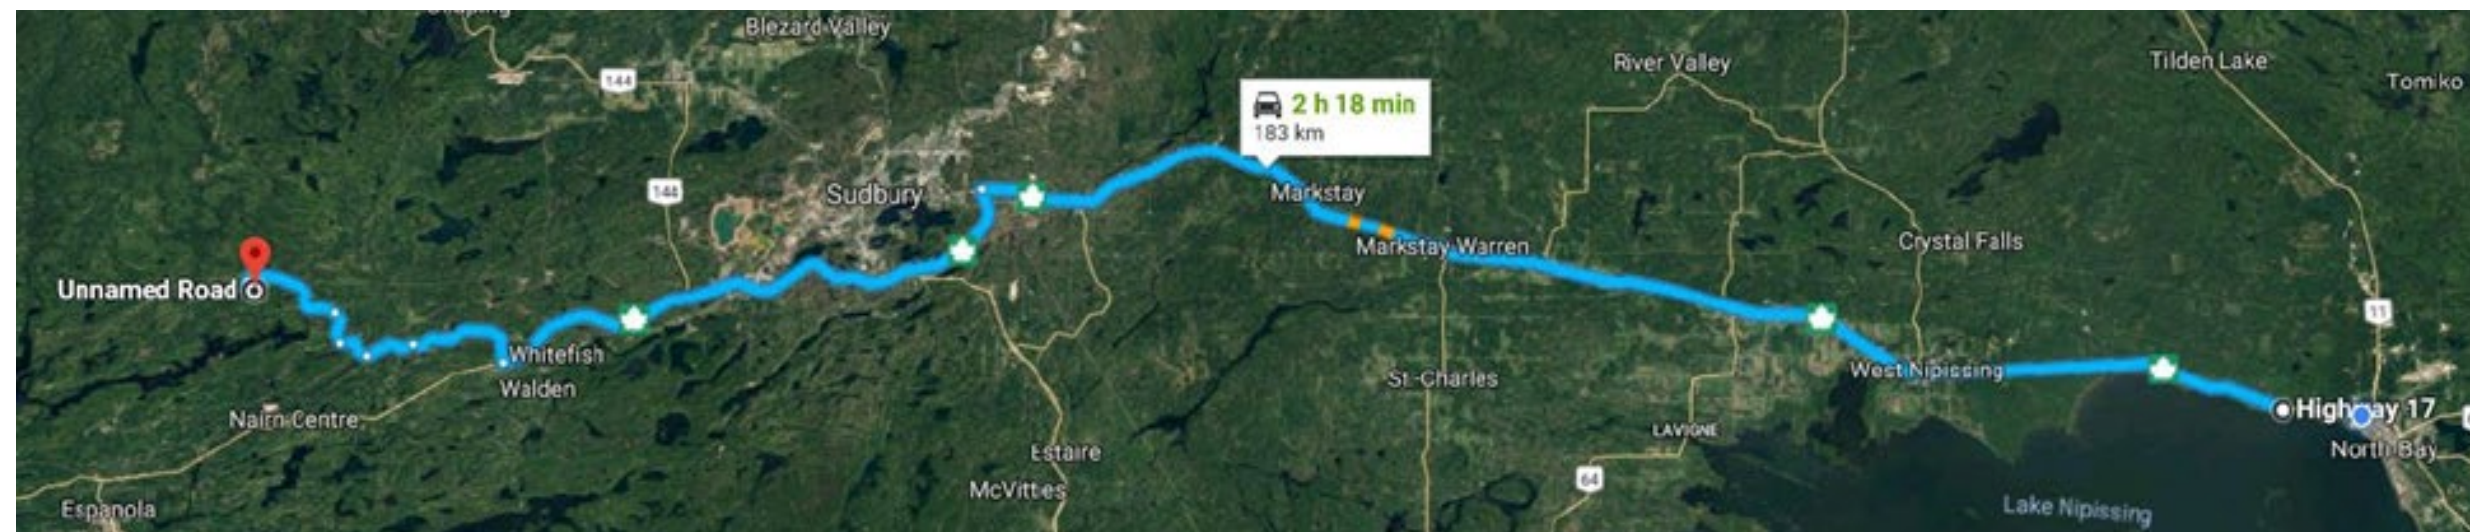 Blezard Valley
144
River Valley
Tilden Lake
Tomiko
2 h 18 min
183 km
144
Sudbury
Markstay
Markstay Warren
Crystal Falls
Unnamed Road
11
Whitefish
Walden
West Nipissing
St-Charles
Highway 17
Nairn Centre
LAVIGNE
North Bay
Estaire
McVitties
64
Espanola
Lake Nipissing